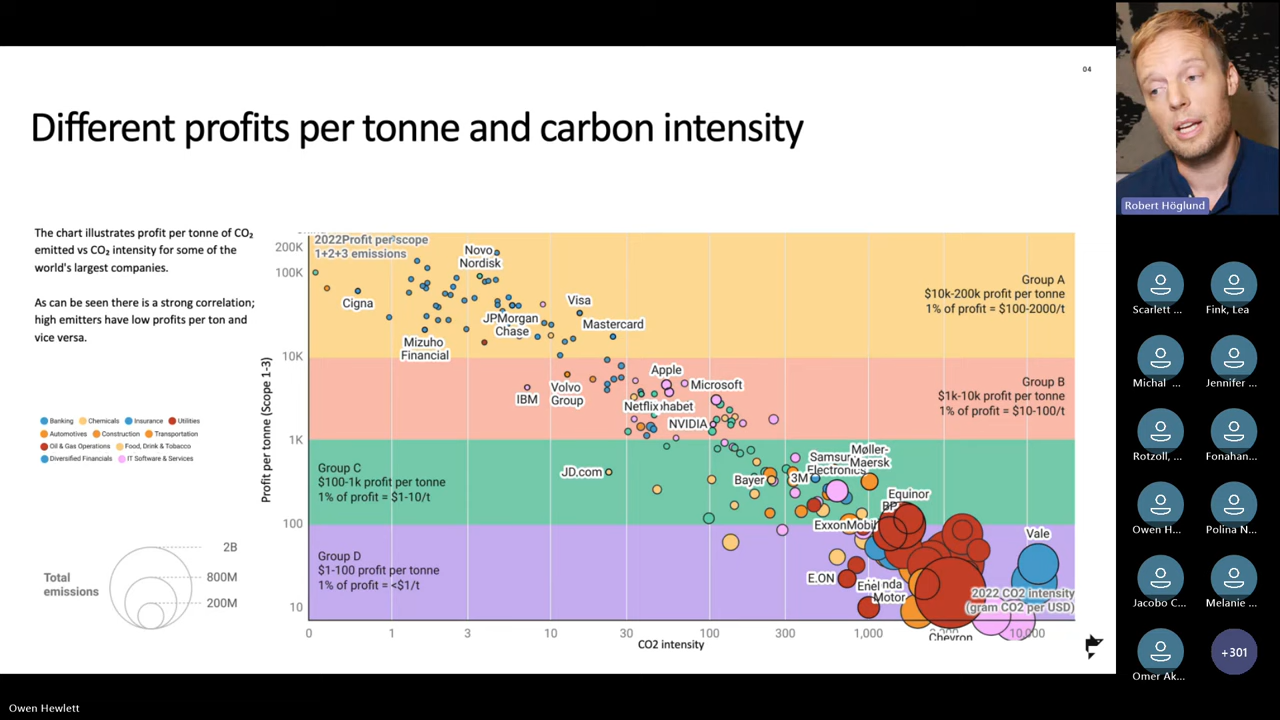 04
Different profits per tonne and carbon intensity
The chart illustrates profit per tonne of CO₂
emitted vs CO₂ intensity for some of the
world's largest companies.
As can be seen there is a strong correlation;
high emitters have low profits per ton and
vice versa.
Banking Chemicals Insurance Utilities
Automotives Construction Transportation
Oil & Gas Operations Food, Drink & Tobacco
Diversified Financials IT Software & Services
Total
emissions
2B
800M
200M
Profit per tonne (Scope 1-3)
200K
100K
10K
1K
100
10
2022Profit per scope
1+2+3 emissions
Novo
Nordisk
Cigna
Visa
JPMorgan
Chase
Mastercard
Mizuho
Financial
Group A
$10k-200k profit per tonne
1% of profit = $100-2000/t
Apple
Microsoft
IBM
Volvo
Group
Netflix
NVIDIA
Group B
$1k-10k profit per tonne
1% of profit = $10-100/t
Group C
$100-1k profit per tonne
1% of profit = $1-10/t
JD.com
Bayer
3M
Electronics
Møller-
Maersk
Equinor
ExxonMobil
Vale
Group D
$1-100 profit per tonne
1% of profit = <$1/t
E.ON
Enel
Motor
2022 CO2 intensity
(gram CO2 per USD)
Chevron
0 1 3 10 30 100 300 1,000 10,000
CO2 intensity
Robert Höglund
Scarlett ...
Fink, Lea
Michal ...
Jennifer ...
Rotzoll, ...
Fonahan...
Owen H...
Polina N...
Jacobo C...
Melanie ...
Omer Ak...
+301
Owen Hewlett